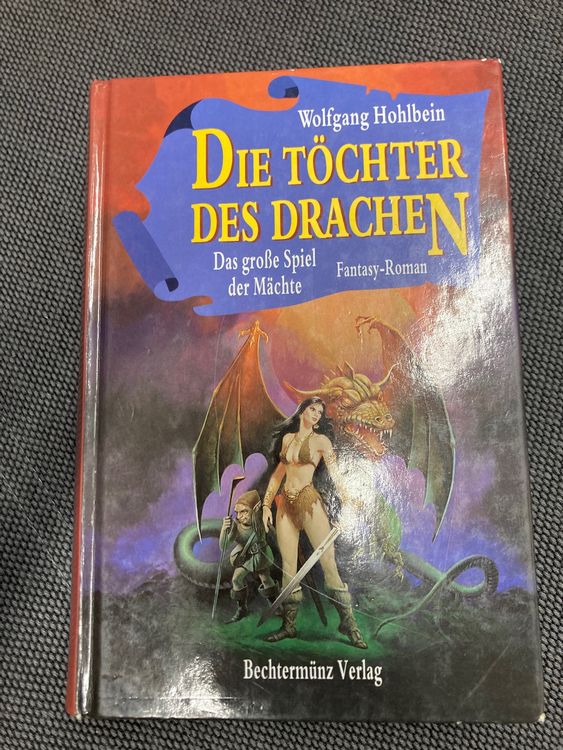 Wolfgang Hohlbein
DIE TÖCHTER
DES DRACHEN
Das große Spiel
der Mächte
Fantasy-Roman
Bechtermünz Verlag